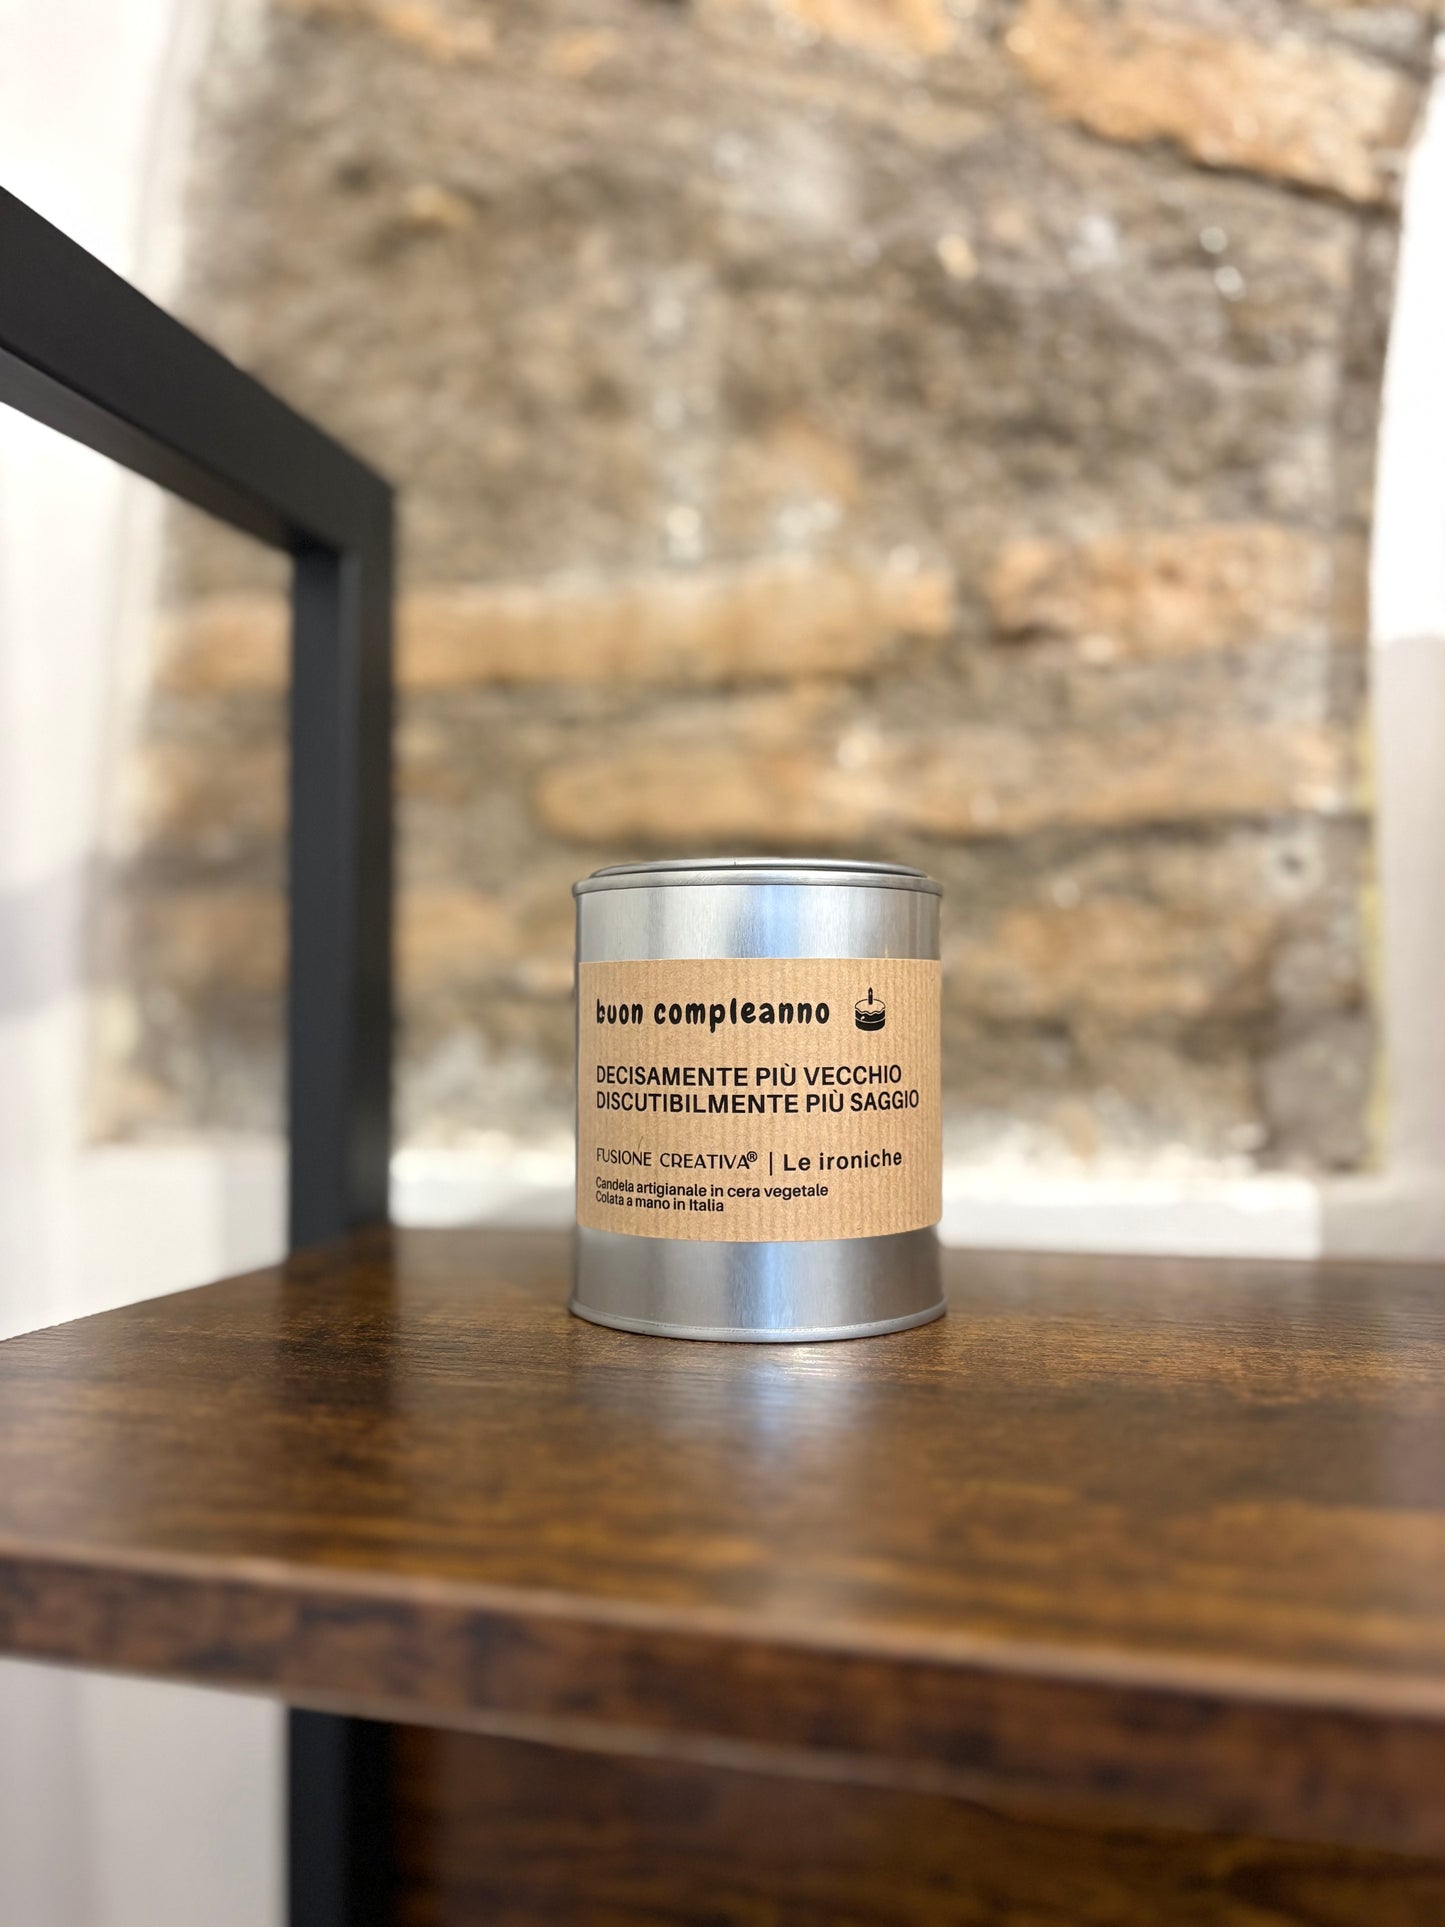 buon compleanno
DECISAMENTE PIÙ VECCHIO
DISCUTIBILMENTE PIÙ SAGGIO
FUSIONE CREATIVA® | Le ironiche
Candela artigianale in cera vegetale
Colata a mano in Italia